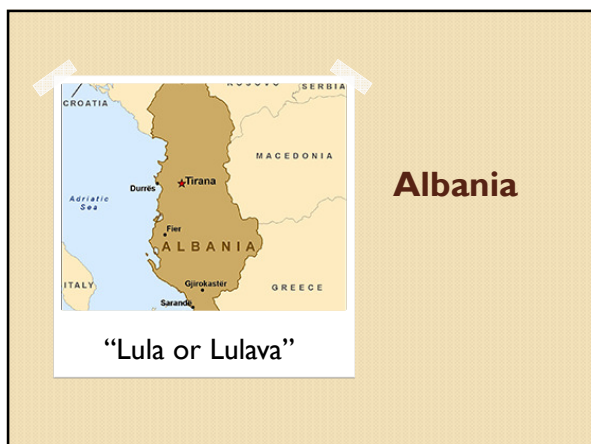 KOSOVO
SERBIA
CROATIA
MACEDONIA
Tirana
Durrës
Adriatic
Sea
Fier
ALBANIA
Gjirokastër
ITALY
GREECE
Sarandë
“Lula or Lulava”
Albania